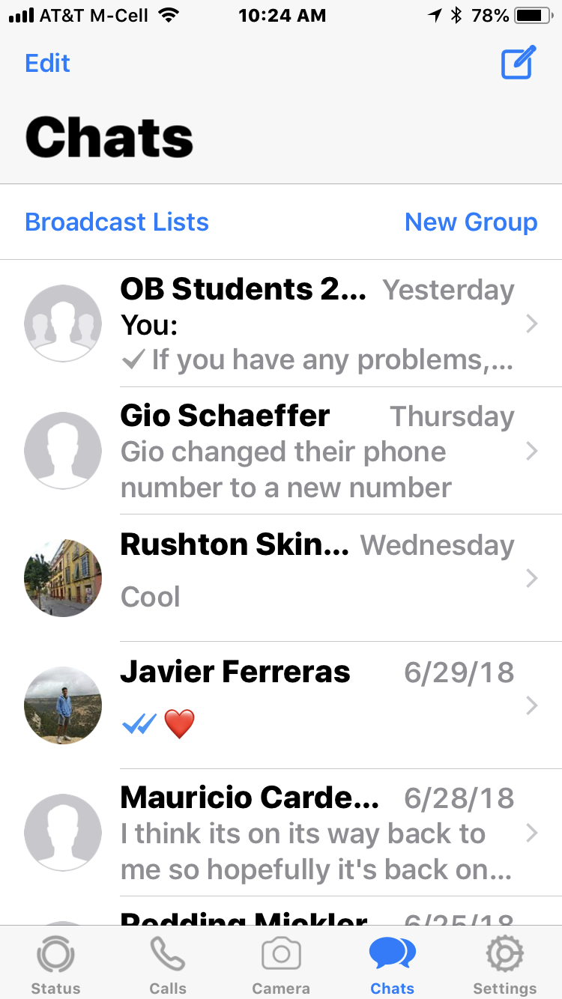 AT&T M-Cell 10:24 AM 78%
Edit
Chats
Broadcast Lists New Group
OB Students 2... Yesterday
You:
If you have any problems,...
Gio Schaeffer Thursday
Gio changed their phone
number to a new number
Rushton Skin... Wednesday
Cool
Javier Ferreras 6/29/18
❤️
Mauricio Carde... 6/28/18
I think its on its way back to
me so hopefully it's back on...
Redding Mickler 6/25/18
Status Calls Camera Chats Settings